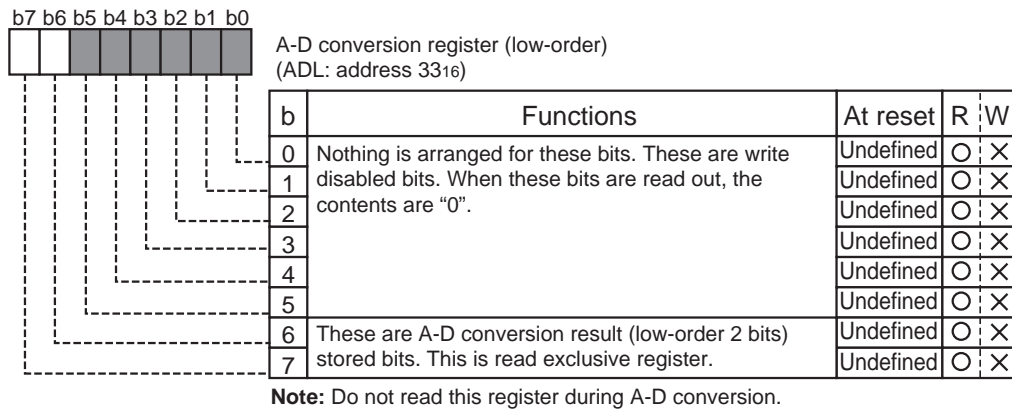 b7 b6 b5 b4 b3 b2 b1 b0
A-D conversion register (low-order)
(ADL: address 3316)
b Functions At reset R W
0 Nothing is arranged for these bits. These are write Undefined O ×
1 disabled bits. When these bits are read out, the Undefined O ×
2 contents are “0”. Undefined O ×
3 Undefined O ×
4 Undefined O ×
5 Undefined O ×
6 These are A-D conversion result (low-order 2 bits) Undefined O ×
7 stored bits. This is read exclusive register. Undefined O ×
Note: Do not read this register during A-D conversion.